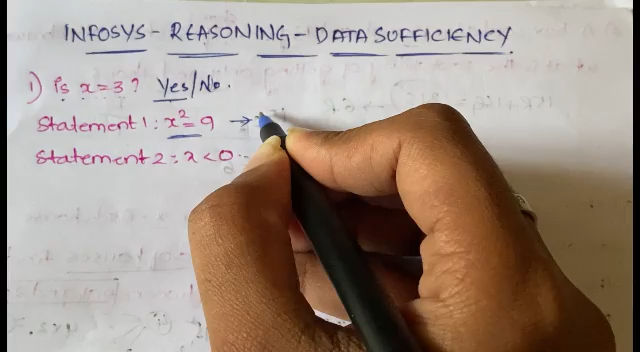 INFOSYS - REASONING - DATA SUFFICIENCY
1) Is x=3? Yes/No.
Statement 1: x²=9 →
Statement 2: x<0